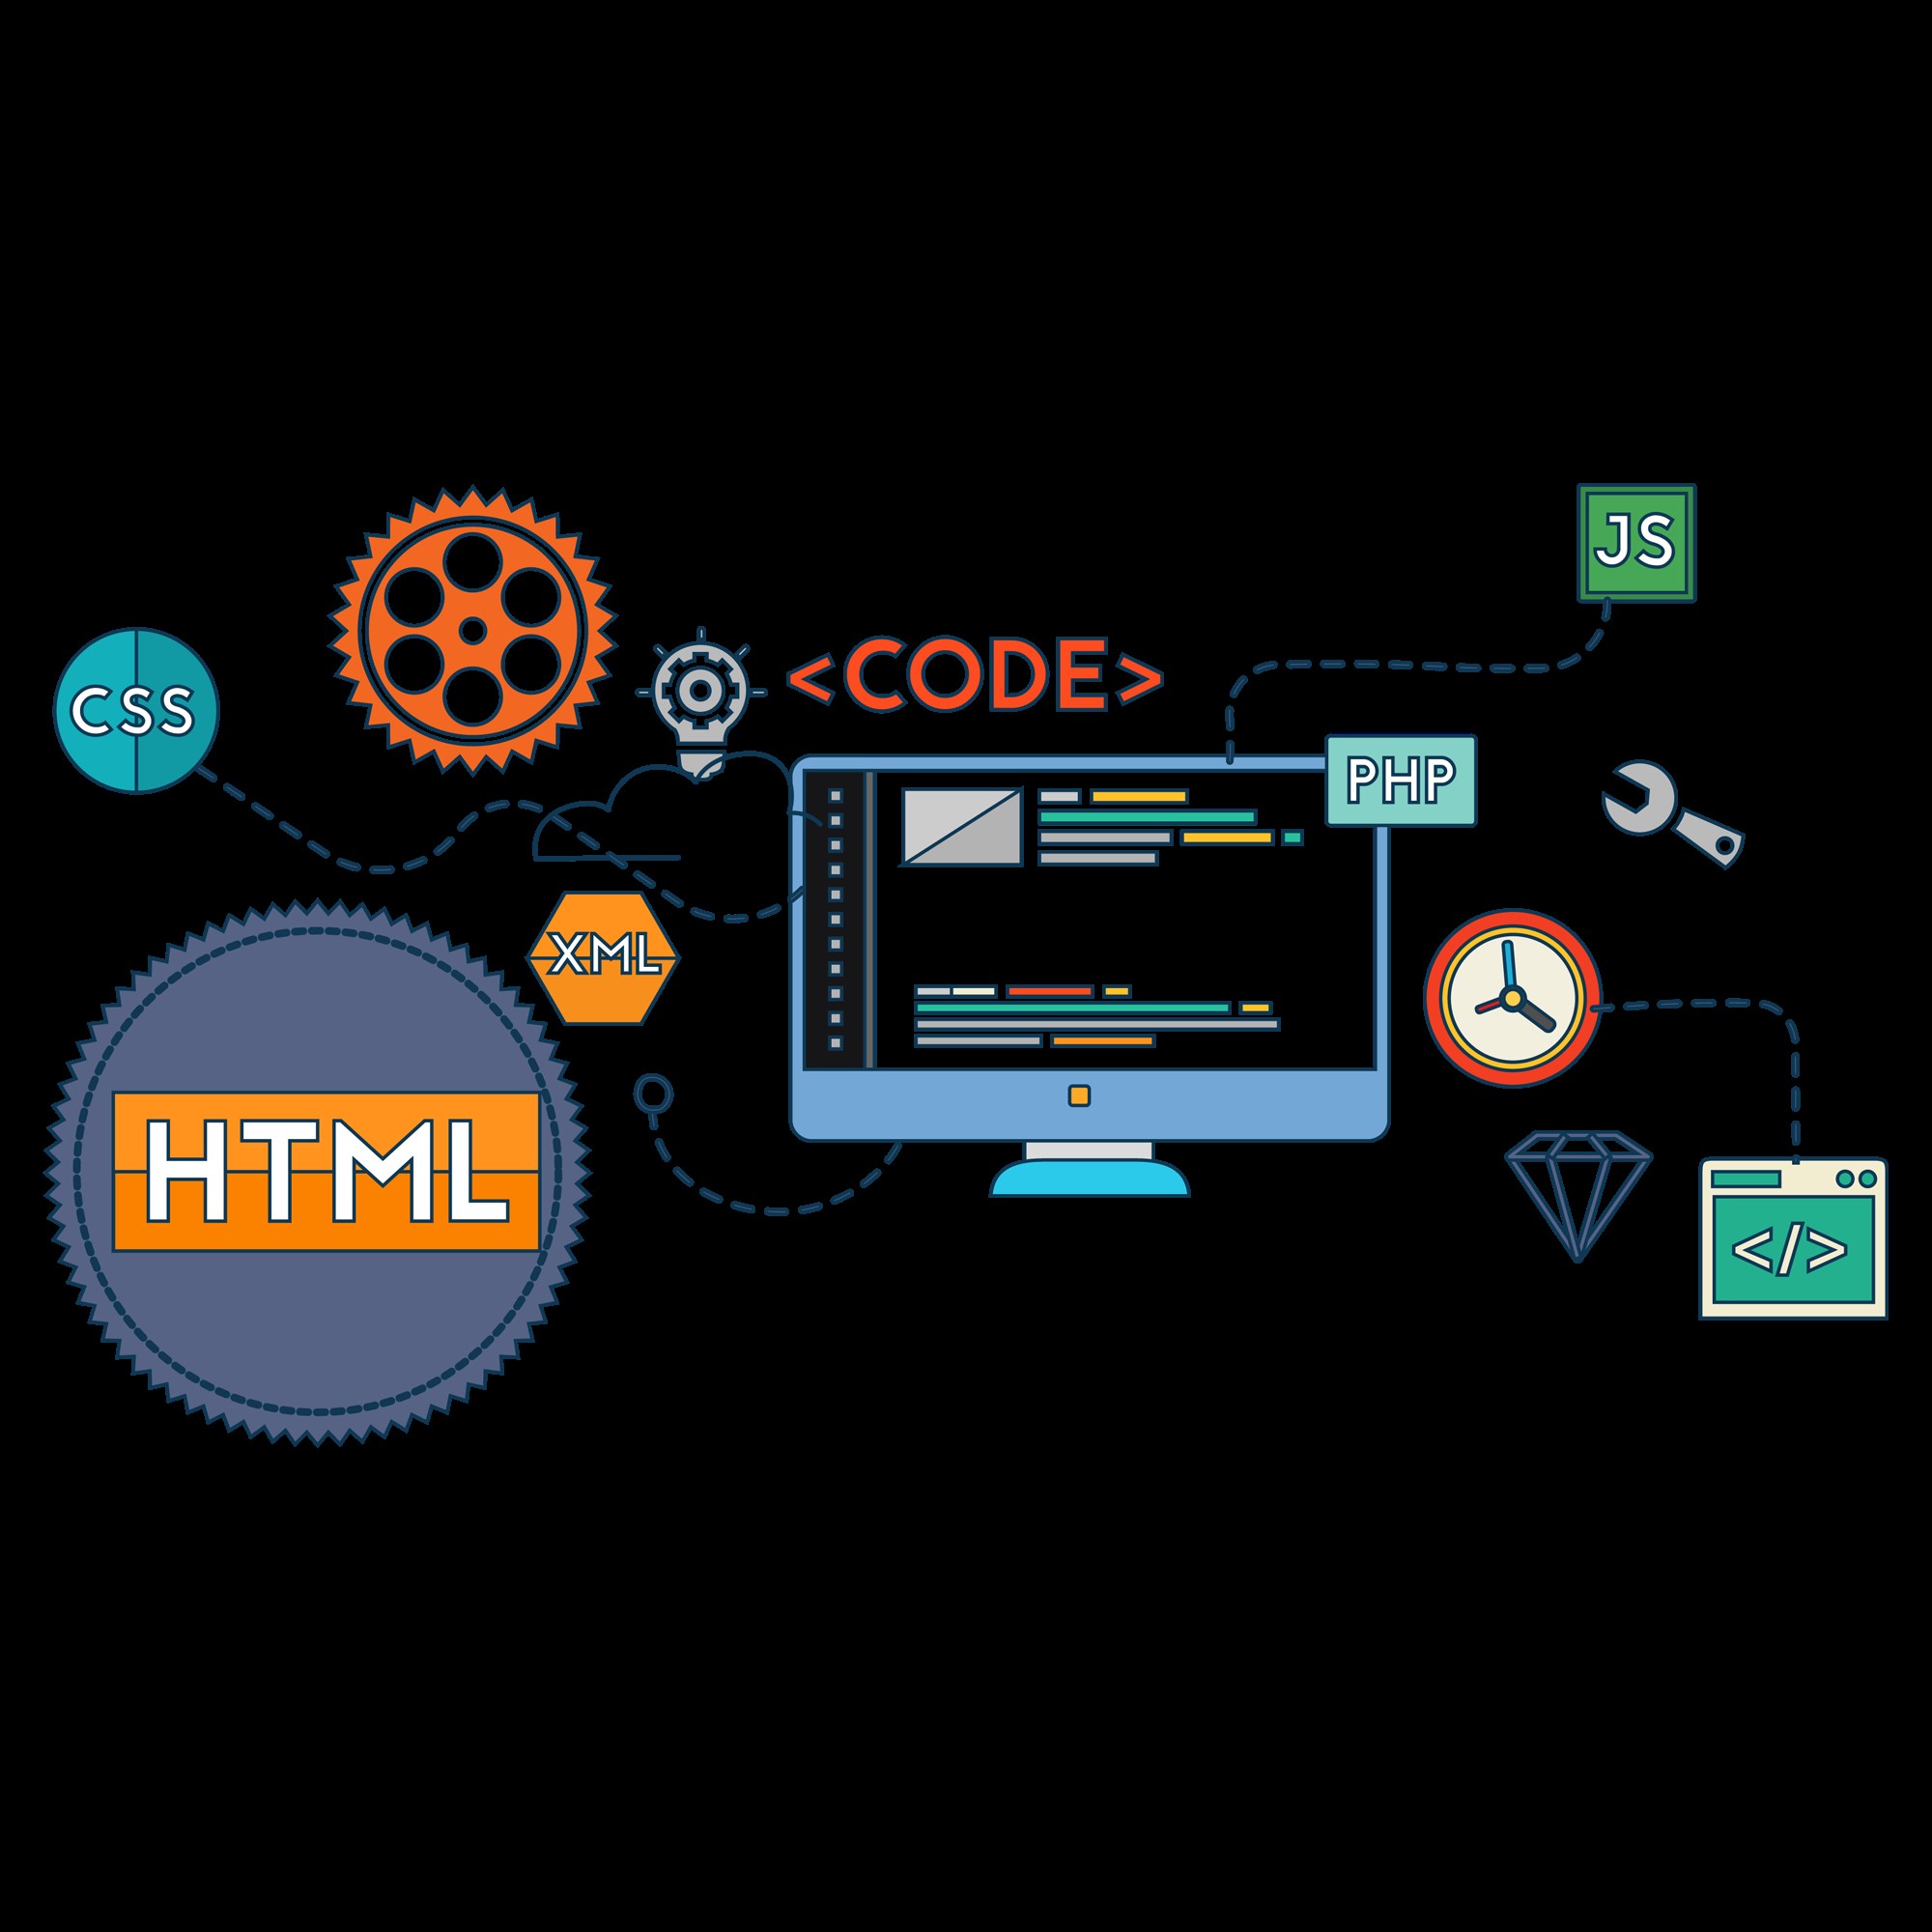 JS
<CODE>
CSS
PHP
XML
HTML
</>